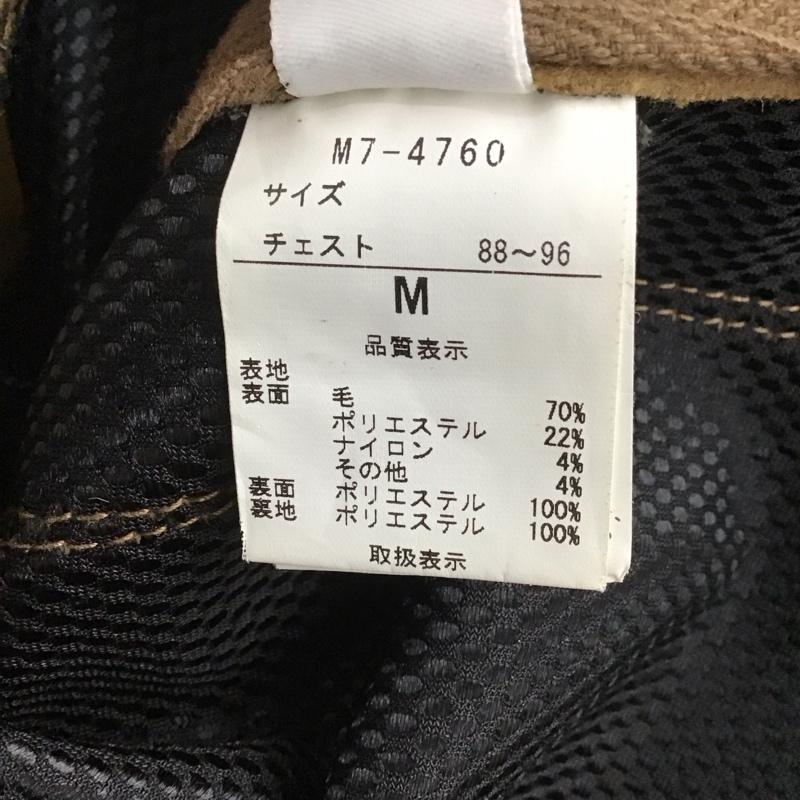 M7-4760
サイズ
チェスト 88～96
M
品質表示
表地
表面 毛 70%
ポリエステル 22%
ナイロン 4%
その他 4%
裏面 ポリエステル 100%
裏地 ポリエステル 100%
取扱表示